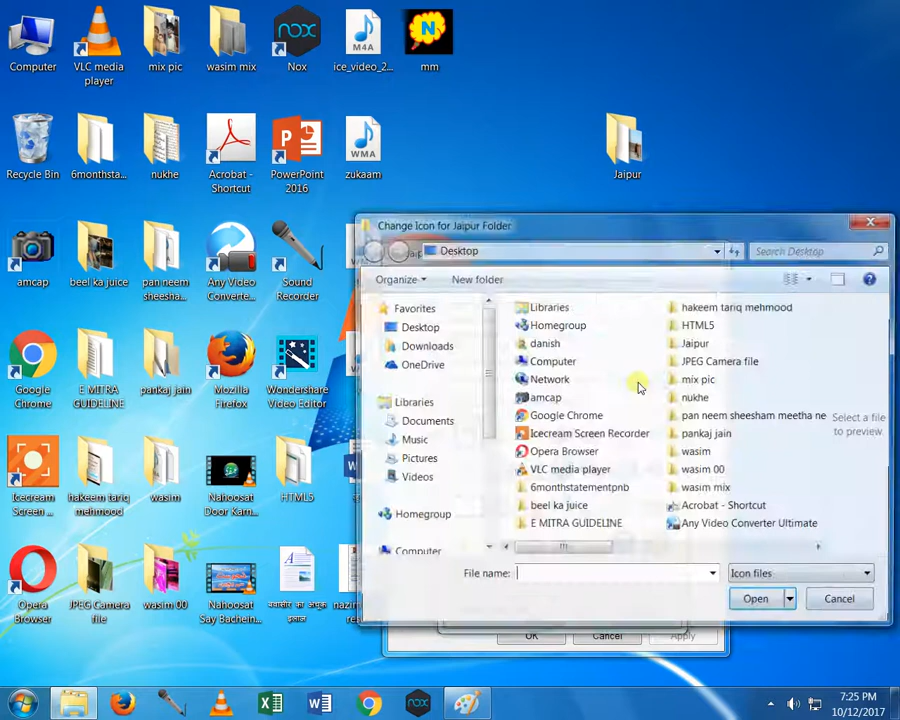 Computer
VLC media
player
mix pic
wasim mix
Nox
M4A
ice_video_2...
N
mm
Recycle Bin
6monthsta...
nukhe
Acrobat -
Shortcut
PowerPoint
2016
WMA
zukaam
Jaipur
amcap
beel ka juice
pan neem
sheesha...
Any Video
Converte...
Sound
Recorder
Google
Chrome
E MITRA
GUIDELINE
pankaj jain
Mozilla
Firefox
Wondershare
Video Editor
Icecream
Screen ...
hakeem tariq
mehmood
wasim
Nahoosat
Door Karn...
HTML5
Opera
Browser
JPEG Camera
file
wasim 00
Nahoosat
Say Bachein...
Change Icon for Jaipur Folder
Desktop
Search Desktop
Organize
New folder
Favorites
Desktop
Downloads
OneDrive
Libraries
Documents
Music
Pictures
Videos
Homegroup
Computer
Libraries
Homegroup
danish
Computer
Network
amcap
Google Chrome
Icecream Screen Recorder
Opera Browser
VLC media player
6monthstatementpnb
beel ka juice
E MITRA GUIDELINE
hakeem tariq mehmood
HTML5
Jaipur
JPEG Camera file
mix pic
nukhe
pan neem sheesham meetha ne
pankaj jain
wasim
wasim 00
wasim mix
Acrobat - Shortcut
Any Video Converter Ultimate
Select a file
to preview.
File name:
Icon files
Open
Cancel
OK
Cancel
Apply
7:25 PM
10/12/2017